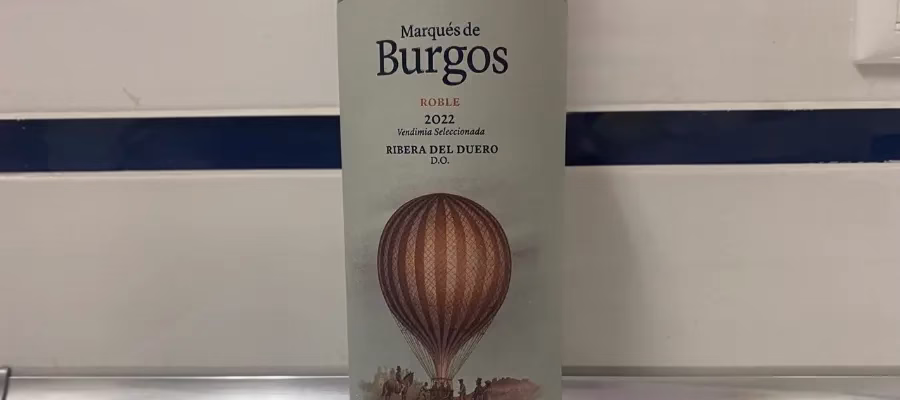 Marqués de
Burgos
ROBLE
2022
Vendimia Seleccionada
RIBERA DEL DUERO
D.O.